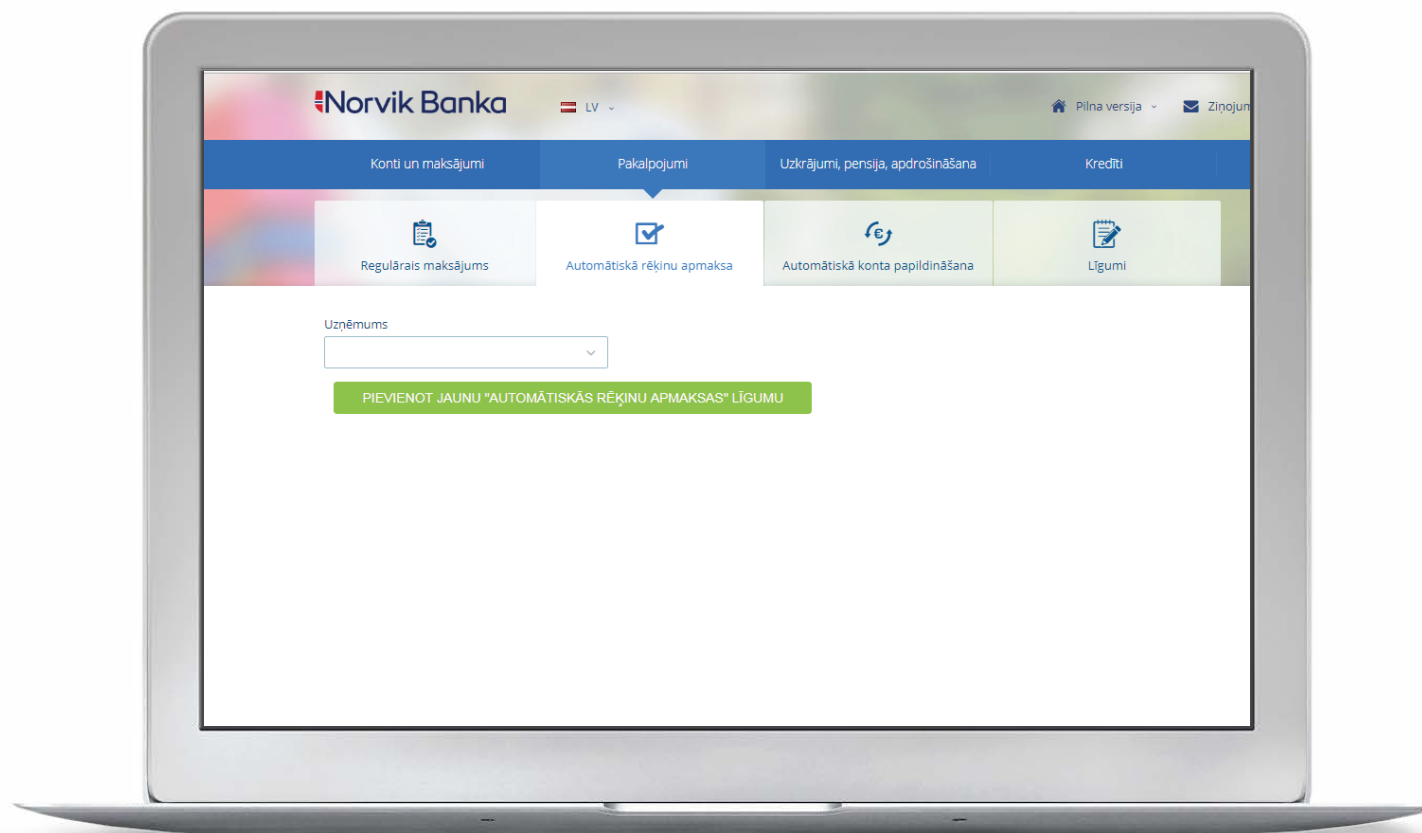 Norvik Banka
LV
Pilna versija
Konti un maksājumi
Pakalpojumi
Uzkrājumi, pensija, apdrošināšana
Kredīti
Regulārais maksājums
Automātiskā rēķinu apmaksa
Automātiskā konta papildināšana
Līgumi
Uzņēmums
PIEVIENOT JAUNU "AUTOMĀTISKĀS RĒĶINU APMAKSAS" LĪGUMU